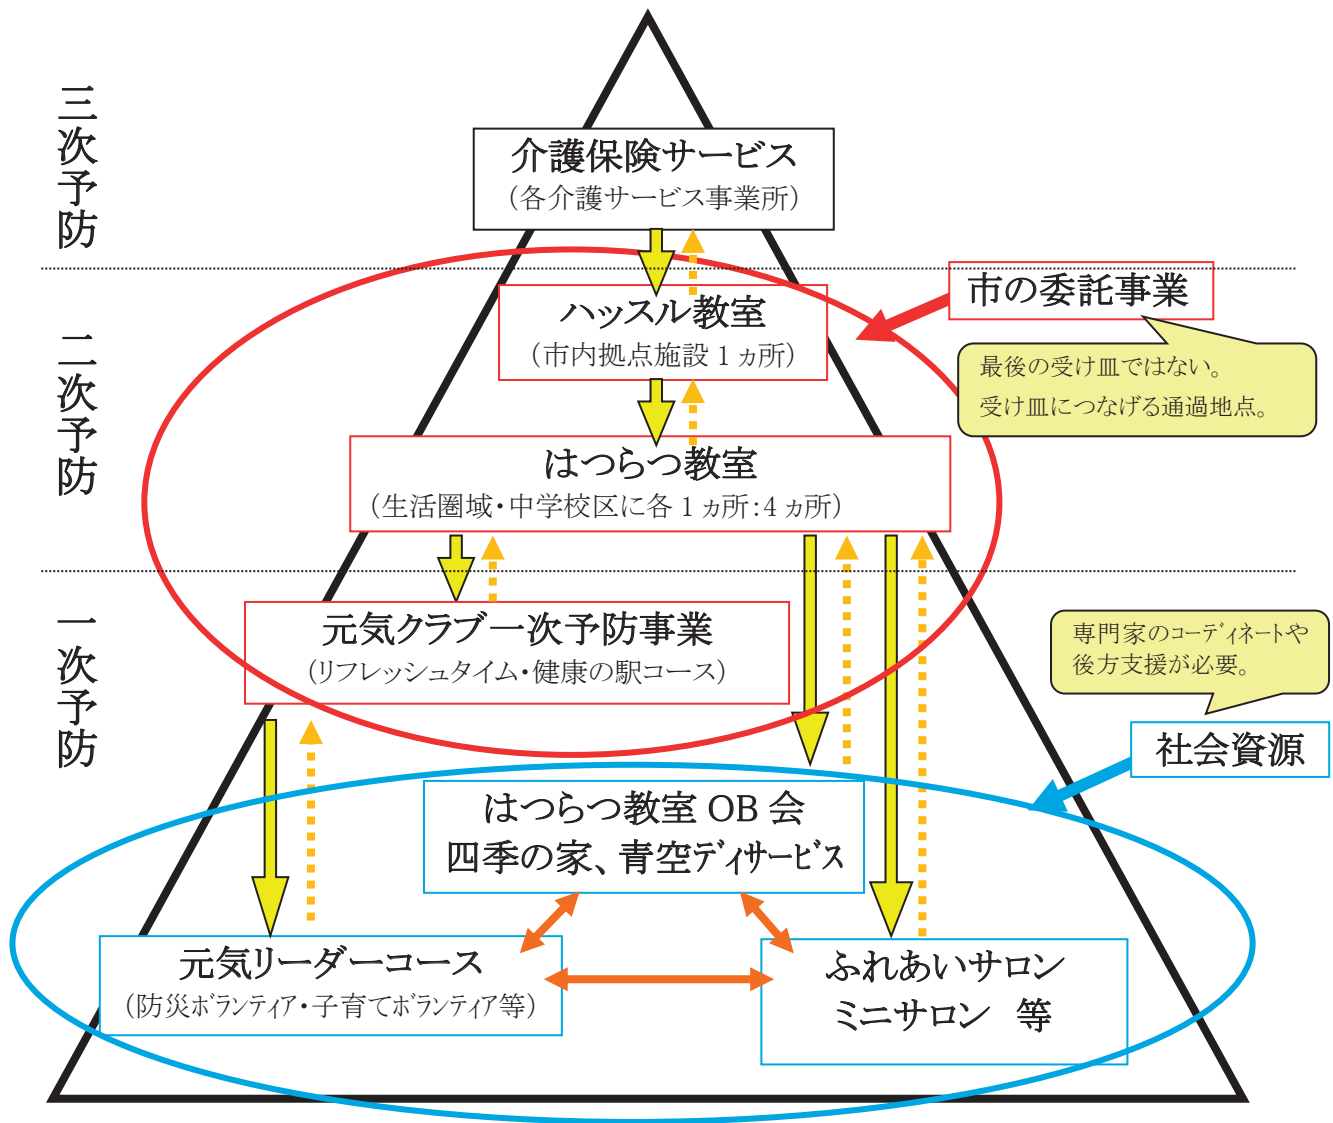 三次予防
介護保険サービス
（各介護サービス事業所）
市の委託事業
最後の受け皿ではない。
受け皿につなげる通過地点。
二次予防
ハッスル教室
（市内拠点施設１ヵ所）
はつらつ教室
（生活圏域・中学校区に各１ヵ所：４ヵ所）
一次予防
元気クラブ一次予防事業
（リフレッシュタイム・健康の駅コース）
専門家のｺｰﾃﾞｨﾈｰﾄや
後方支援が必要。
社会資源
はつらつ教室 OB 会
四季の家、青空ﾃﾞｨｻｰﾋﾞｽ
元気リーダーコース
（防災ﾎﾞﾗﾝﾃｨｱ・子育てﾎﾞﾗﾝﾃｨｱ等）
ふれあいサロン
ミニサロン　等